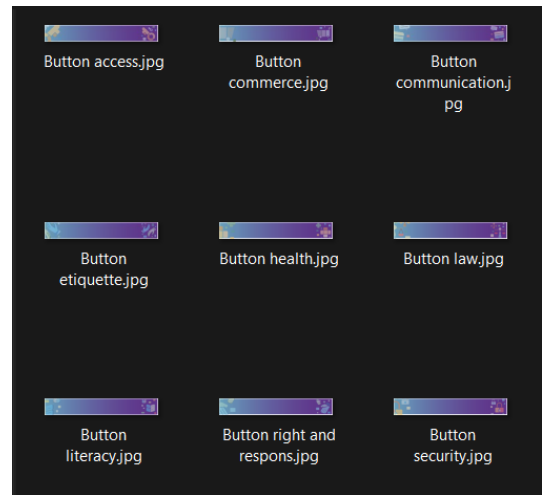 Button access.jpg
Button
commerce.jpg
Button
communication.j
pg
Button
etiquette.jpg
Button health.jpg
Button law.jpg
Button
literacy.jpg
Button right and
respons.jpg
Button
security.jpg